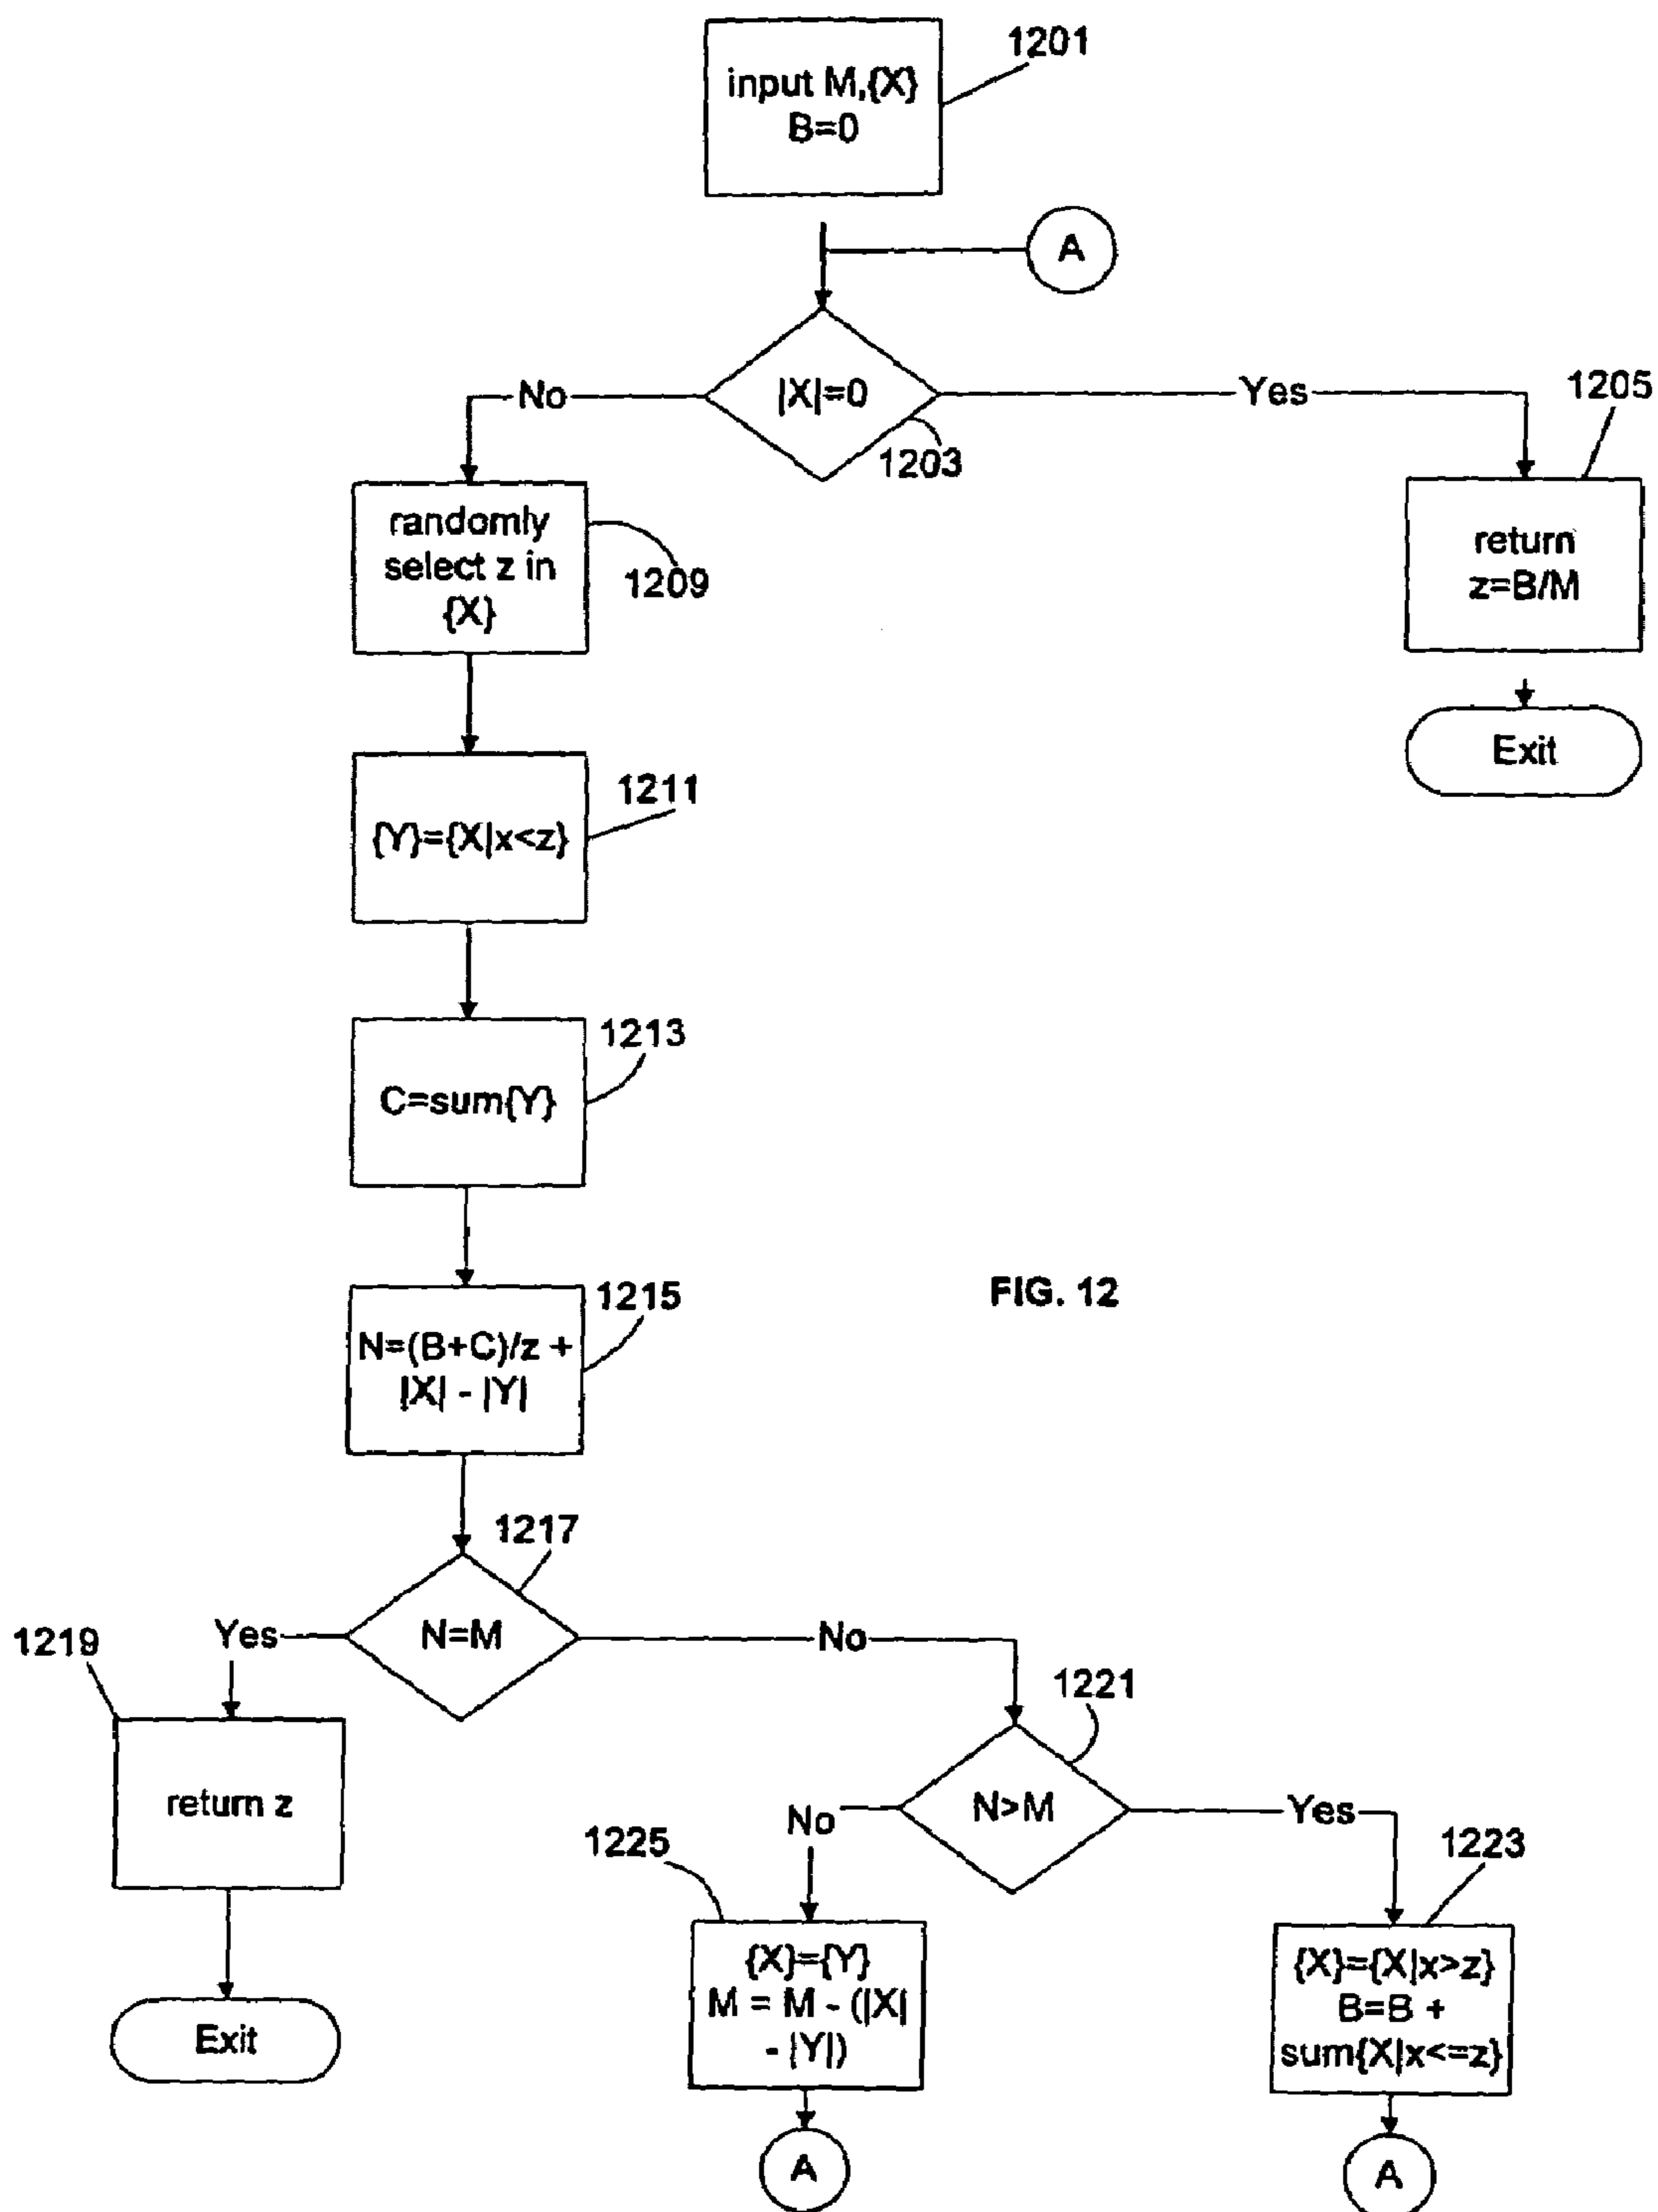 1201
input M,{X}
B=0
A
|X|=0
No
Yes
1203
1205
randomly
select z in
{X}
1209
return
z=B/M
Exit
1211
{Y}={X|x<z}
1213
C=sum{Y}
1215
N=(B+C)/z +
|X| - |Y|
FIG. 12
1217
N=M
Yes
No
1219
return z
Exit
1221
N>M
No
Yes
1225
1223
{X}={Y}
M = M - (|X|
- |Y|)
{X}={X|x>z}
B=B +
sum{X|x<=z}
A
A